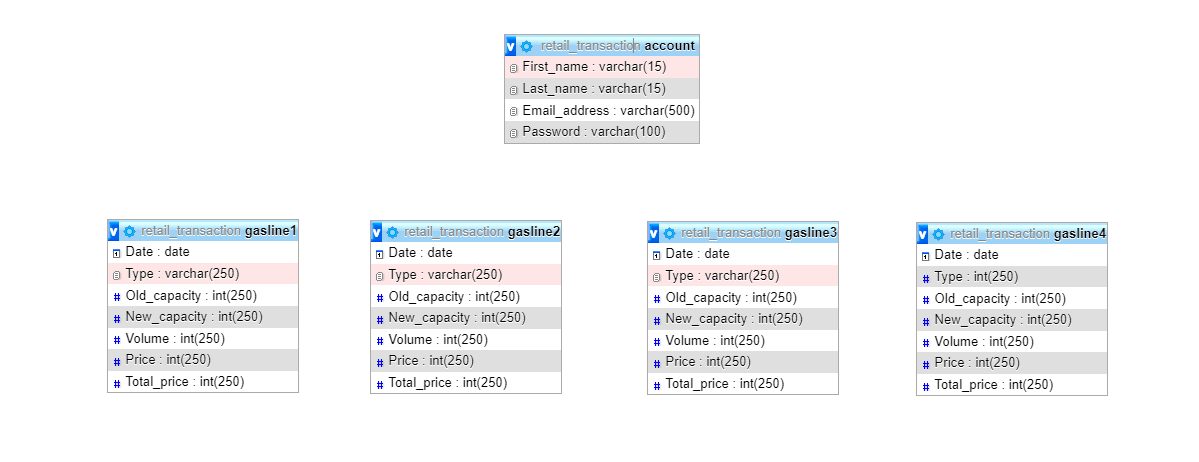 v retail_transaction account
First_name : varchar(15)
Last_name : varchar(15)
Email_address : varchar(500)
Password : varchar(100)
v retail_transaction gasline1
Date : date
Type : varchar(250)
# Old_capacity : int(250)
# New_capacity : int(250)
# Volume : int(250)
# Price : int(250)
# Total_price : int(250)
v retail_transaction gasline2
Date : date
Type : varchar(250)
# Old_capacity : int(250)
# New_capacity : int(250)
# Volume : int(250)
# Price : int(250)
# Total_price : int(250)
v retail_transaction gasline3
Date : date
Type : varchar(250)
# Old_capacity : int(250)
# New_capacity : int(250)
# Volume : int(250)
# Price : int(250)
# Total_price : int(250)
v retail_transaction gasline4
Date : date
# Type : int(250)
# Old_capacity : int(250)
# New_capacity : int(250)
# Volume : int(250)
# Price : int(250)
# Total_price : int(250)